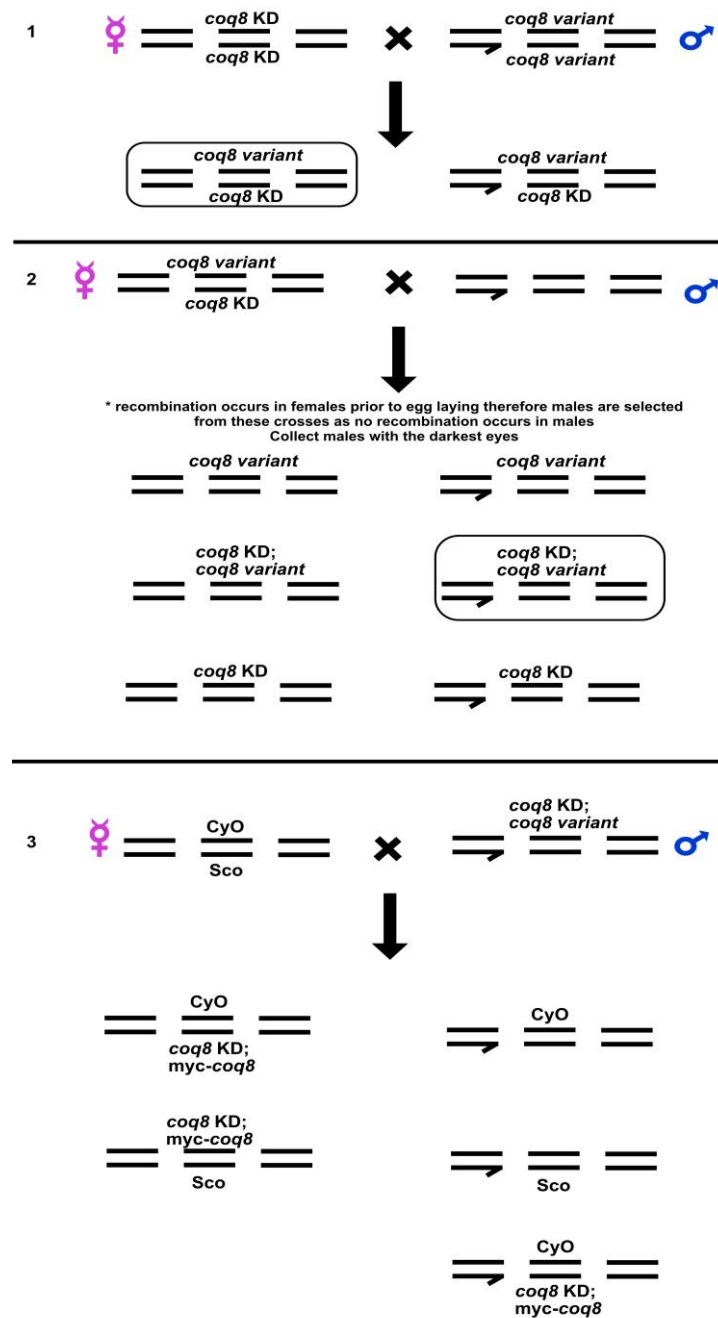 1
coq8 KD
coq8 KD
coq8 variant
coq8 variant
coq8 variant
coq8 KD
coq8 variant
coq8 KD
2
coq8 variant
coq8 KD
* recombination occurs in females prior to egg laying therefore males are selected
from these crosses as no recombination occurs in males
Collect males with the darkest eyes
coq8 variant
coq8 variant
coq8 KD;
coq8 variant
coq8 KD;
coq8 variant
coq8 KD
coq8 KD
3
CyO
Sco
coq8 KD;
coq8 variant
CyO
coq8 KD;
myc-coq8
CyO
coq8 KD;
myc-coq8
Sco
Sco
CyO
coq8 KD;
myc-coq8